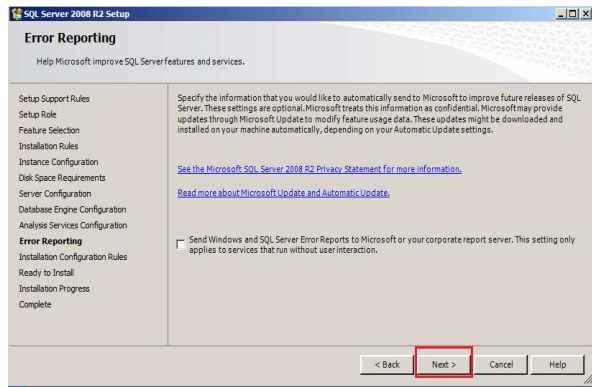 SQL Server 2008 R2 Setup
Error Reporting
Help Microsoft improve SQL Server features and services.
Setup Support Rules
Setup Role
Feature Selection
Installation Rules
Instance Configuration
Disk Space Requirements
Server Configuration
Database Engine Configuration
Analysis Services Configuration
Error Reporting
Installation Configuration Rules
Ready to Install
Installation Progress
Complete
Specify the information that you would like to automatically send to Microsoft to improve future releases of SQL
Server. These settings are optional. Microsoft treats this information as confidential. Microsoft may provide
updates through Microsoft Update to modify feature usage data. These updates might be downloaded and
installed on your machine automatically, depending on your Automatic Update settings.
See the Microsoft SQL Server 2008 R2 Privacy Statement for more information.
Read more about Microsoft Update and Automatic Update.
Send Windows and SQL Server Error Reports to Microsoft or your corporate report server. This setting only
applies to services that run without user interaction.
< Back
Next >
Cancel
Help